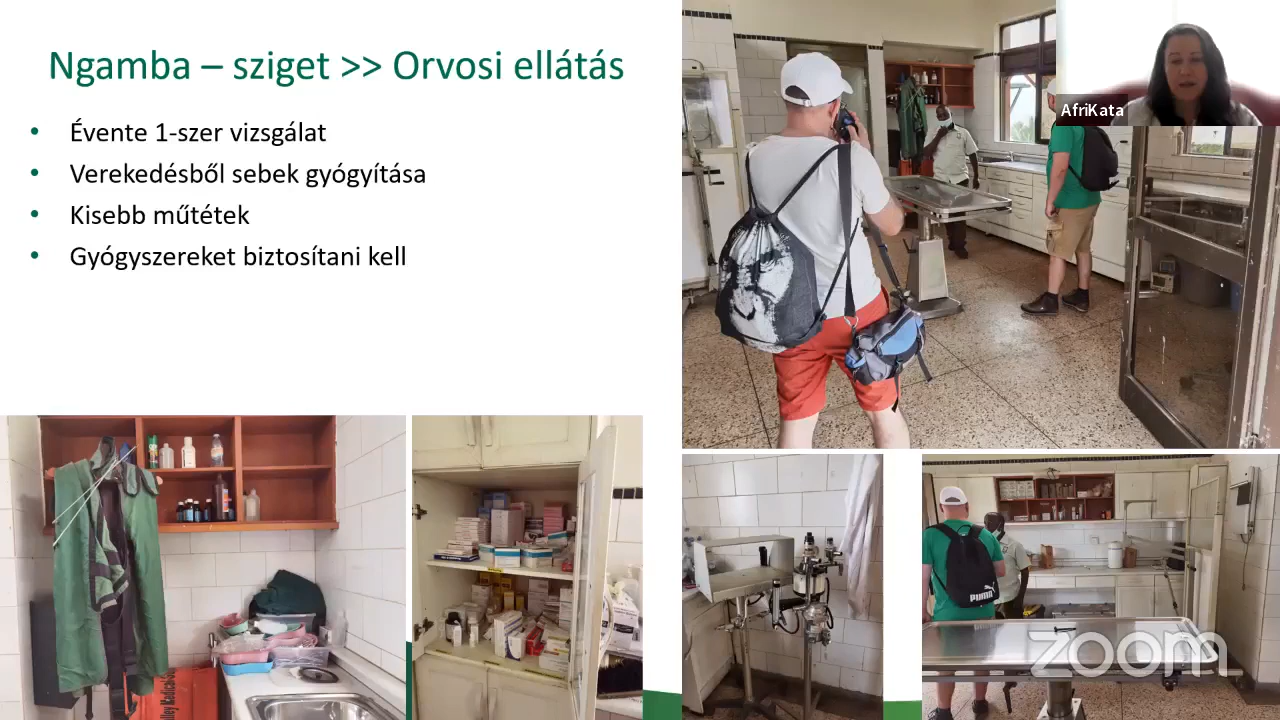 Ngamba – sziget >> Orvosi ellátás
• Évente 1-szer vizsgálat
• Verekedésből sebek gyógyítása
• Kisebb műtétek
• Gyógyszereket biztosítani kell
AfriKata
PUMA
zoom